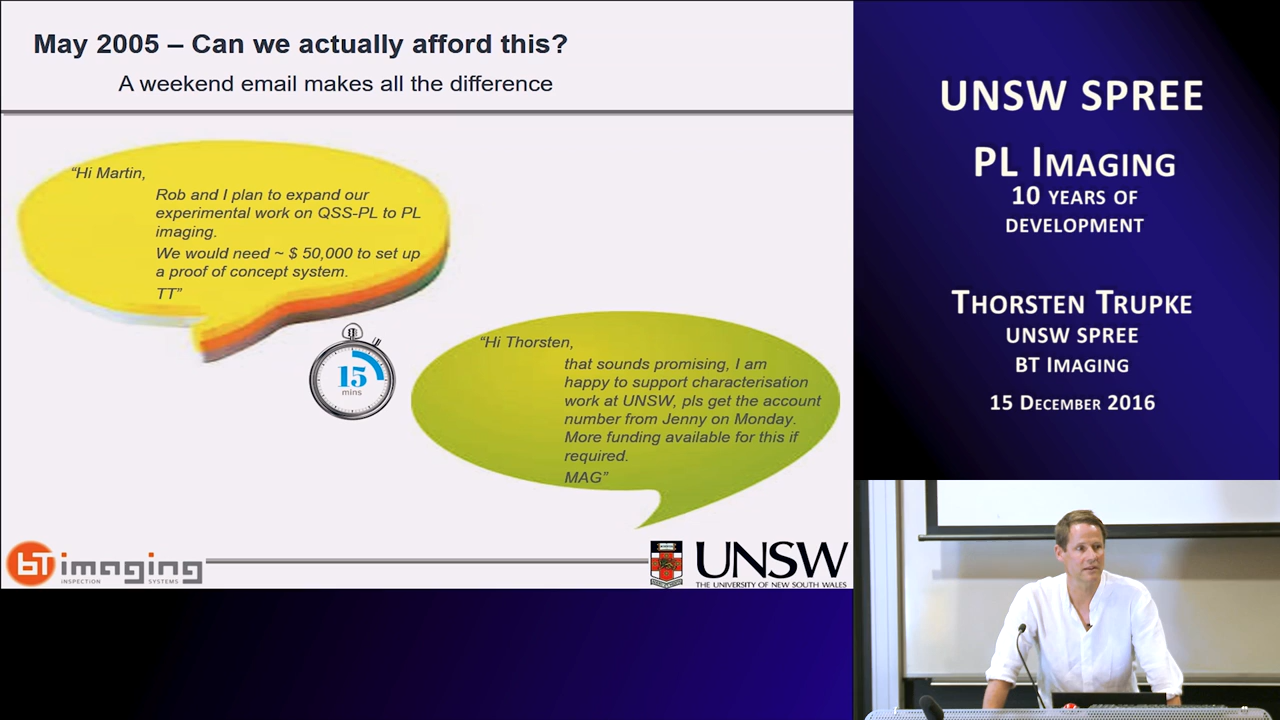 May 2005 – Can we actually afford this?
A weekend email makes all the difference
“Hi Martin,
Rob and I plan to expand our
experimental work on QSS-PL to PL
imaging.
We would need ~ $ 50,000 to set up
a proof of concept system.
TT”
15
mins
“Hi Thorsten,
that sounds promising, I am
happy to support characterisation
work at UNSW, pls get the account
number from Jenny on Monday.
More funding available for this if
required.
MAG”
bT imaging
INSPECTION SYSTEMS
UNSW
THE UNIVERSITY OF NEW SOUTH WALES
UNSW SPREE
PL IMAGING
10 YEARS OF
DEVELOPMENT
THORSTEN TRUPKE
UNSW SPREE
BT IMAGING
15 DECEMBER 2016